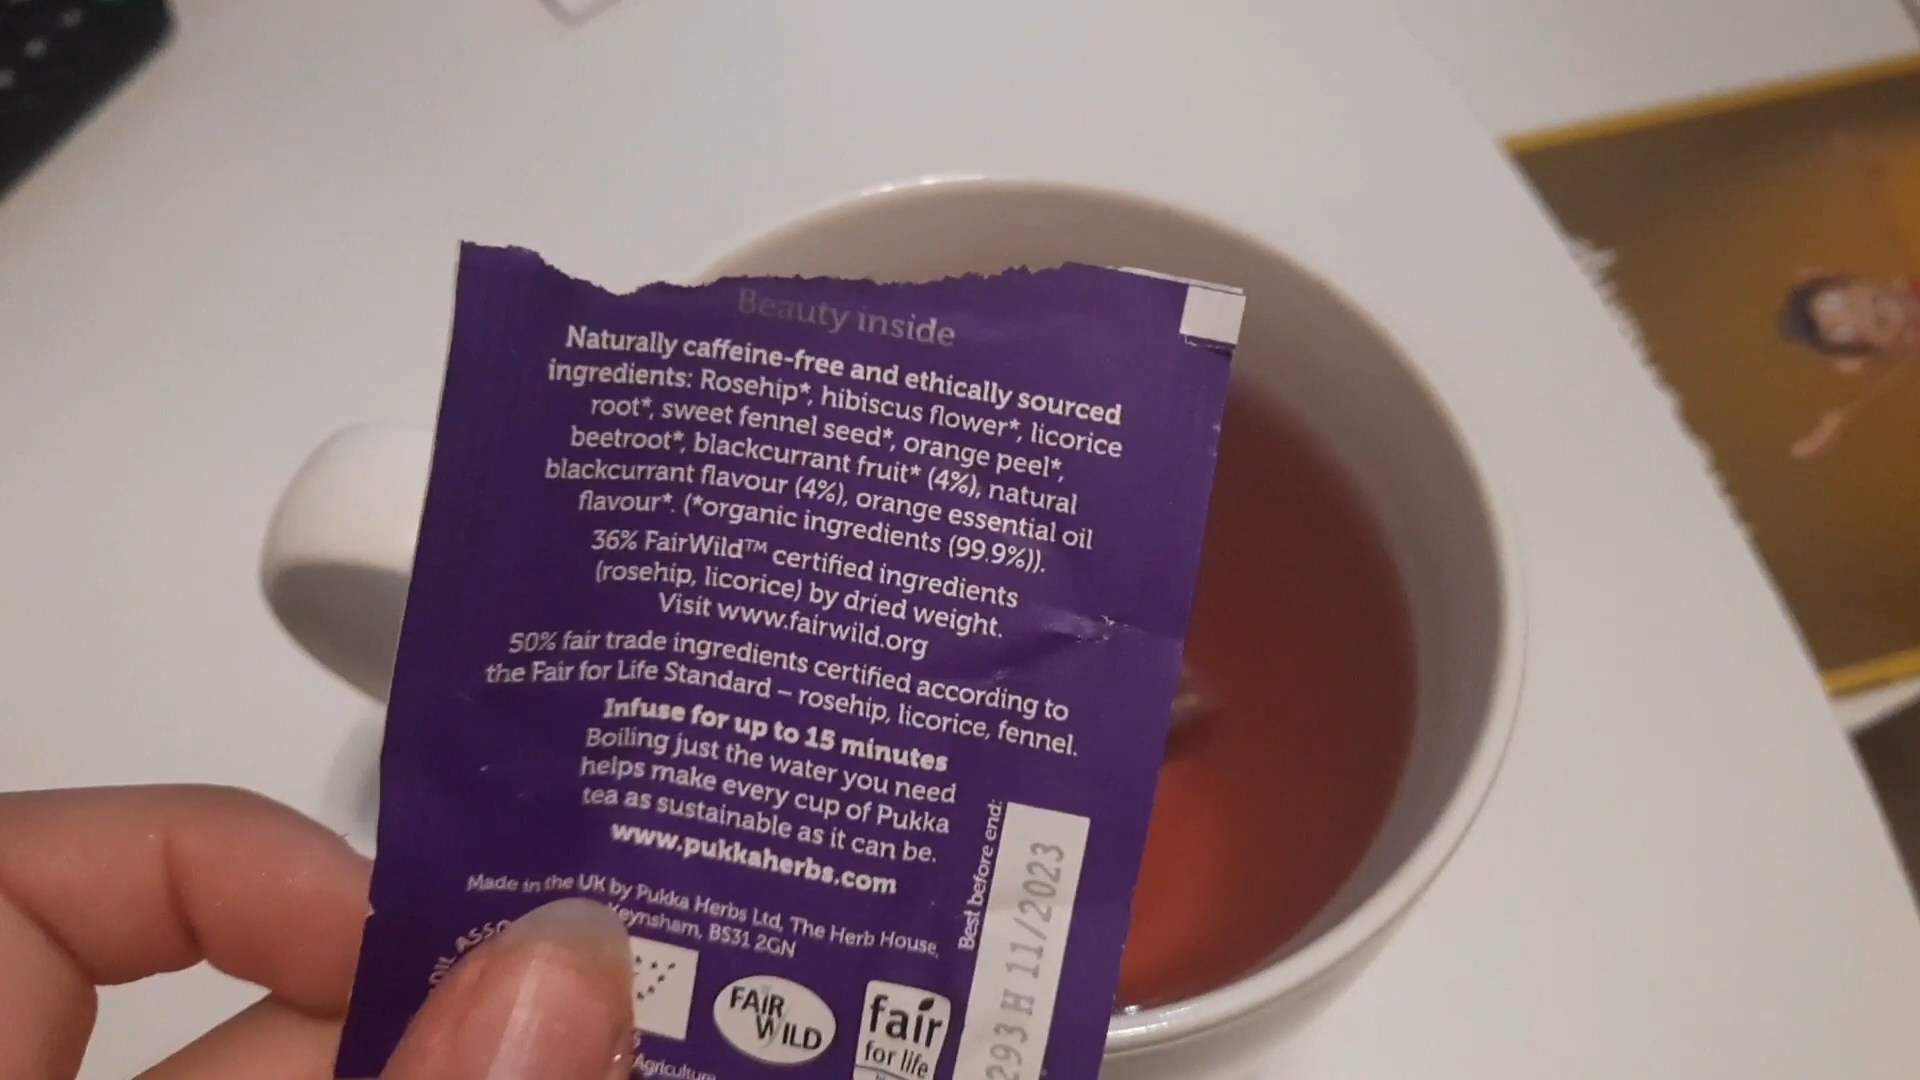 Beauty inside
Naturally caffeine-free and ethically sourced
ingredients: Rosehip*, hibiscus flower*, licorice
root*, sweet fennel seed*, orange peel*,
beetroot*, blackcurrant fruit* (4%), natural
blackcurrant flavour (4%), orange essential oil
flavour*. (*organic ingredients (99.9%)).
36% FairWild™ certified ingredients
(rosehip, licorice) by dried weight.
Visit www.fairwild.org
50% fair trade ingredients certified according to
the Fair for Life Standard – rosehip, licorice, fennel.
Infuse for up to 15 minutes
Boiling just the water you need
helps make every cup of Pukka
tea as sustainable as it can be.
www.pukkaherbs.com
Made in the UK by Pukka Herbs Ltd, The Herb House,
Keynsham, BS31 2GN
Best before end:
293 H 11/2023
FAIR
WILD
fair
for life
Agriculture